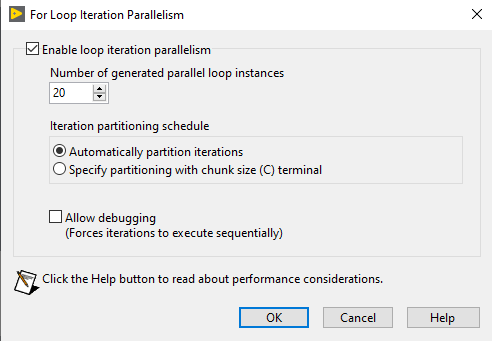 For Loop Iteration Parallelism
Enable loop iteration parallelism
Number of generated parallel loop instances
20
Iteration partitioning schedule
Automatically partition iterations
Specify partitioning with chunk size (C) terminal
Allow debugging
(Forces iterations to execute sequentially)
Click the Help button to read about performance considerations.
OK Cancel Help